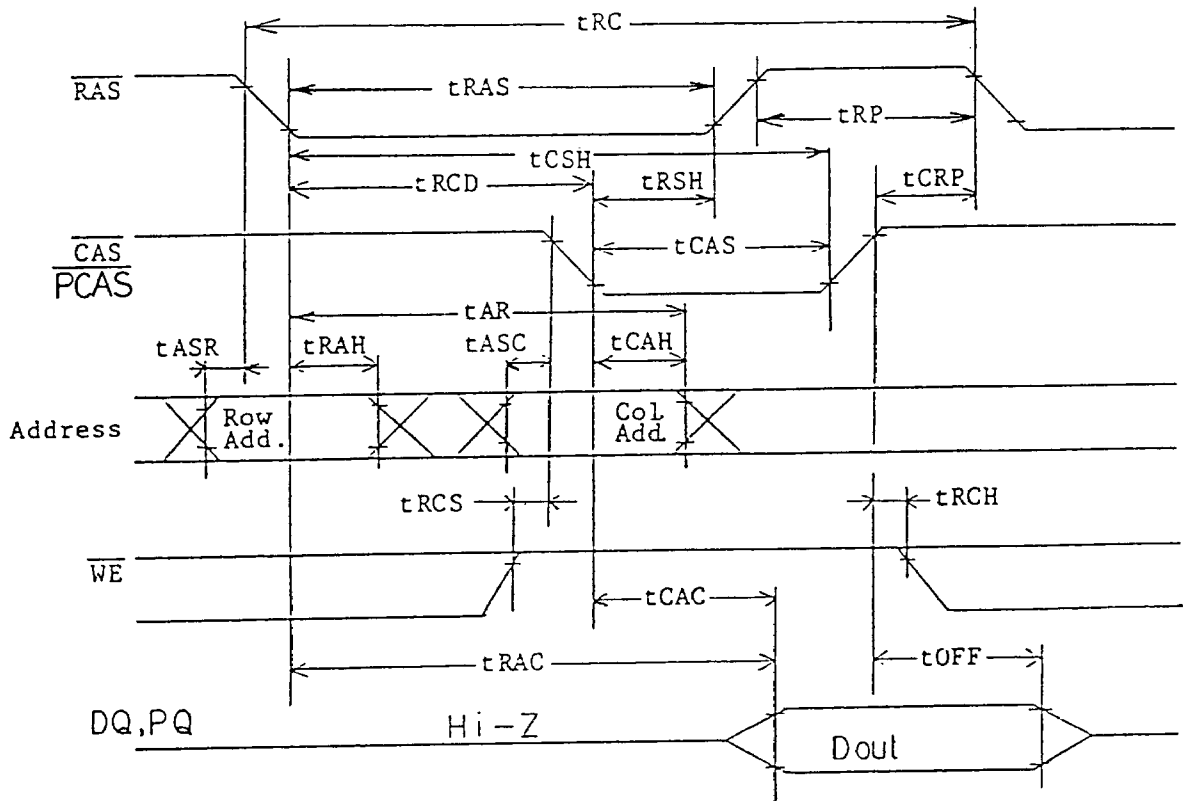 tRC
RAS
tRAS
tRP
tCSH
tRCD
tRSH
tCRP
CAS
PCAS
tCAS
tAR
tASR
tRAH
tASC
tCAH
Address
Row
Add.
Col
Add
tRCS
tRCH
WE
tCAC
tRAC
tOFF
DQ,PQ
Hi-Z
Dout